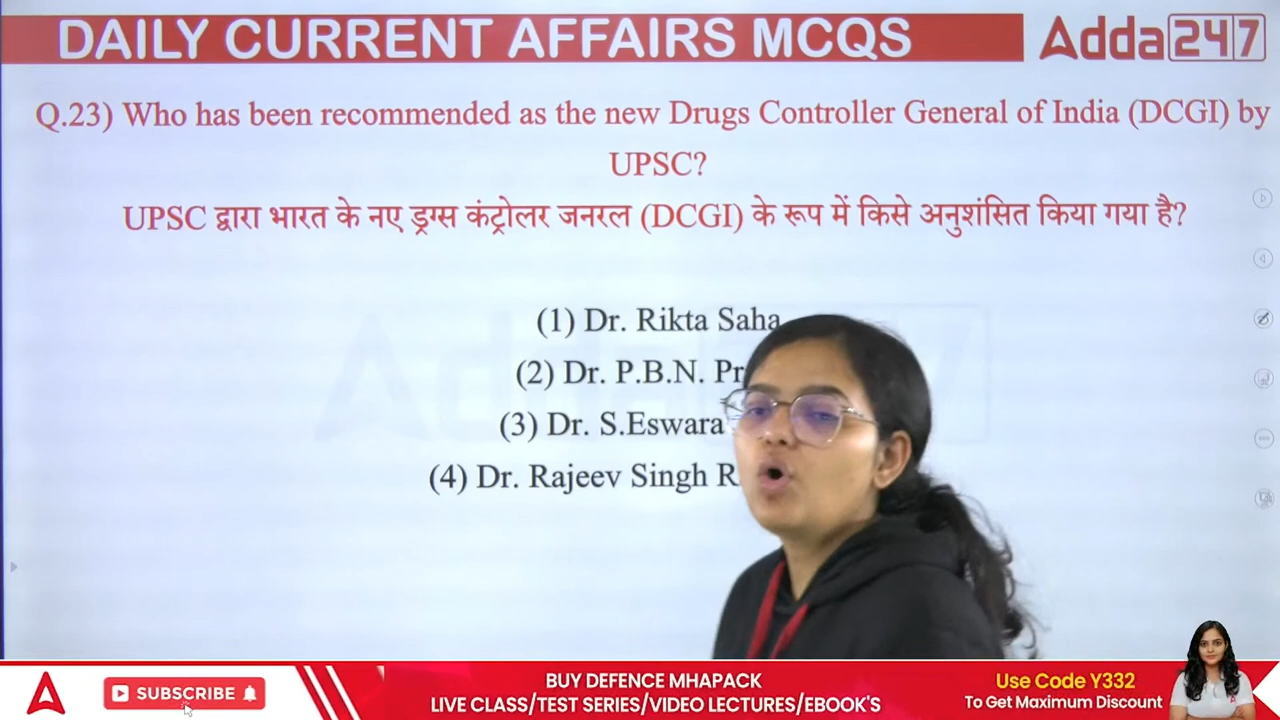 DAILY CURRENT AFFAIRS MCQS
Adda247
Q.23) Who has been recommended as the new Drugs Controller General of India (DCGI) by
UPSC?
UPSC द्वारा भारत के नए ड्रग्स कंट्रोलर जनरल (DCGI) के रूप में किसे अनुशंसित किया गया है?
(1) Dr. Rikta Saha
(2) Dr. P.B.N. Pr
(3) Dr. S.Eswara
(4) Dr. Rajeev Singh R
SUBSCRIBE
BUY DEFENCE MHAPACK
LIVE CLASS/TEST SERIES/VIDEO LECTURES/EBOOK'S
Use Code Y332
To Get Maximum Discount